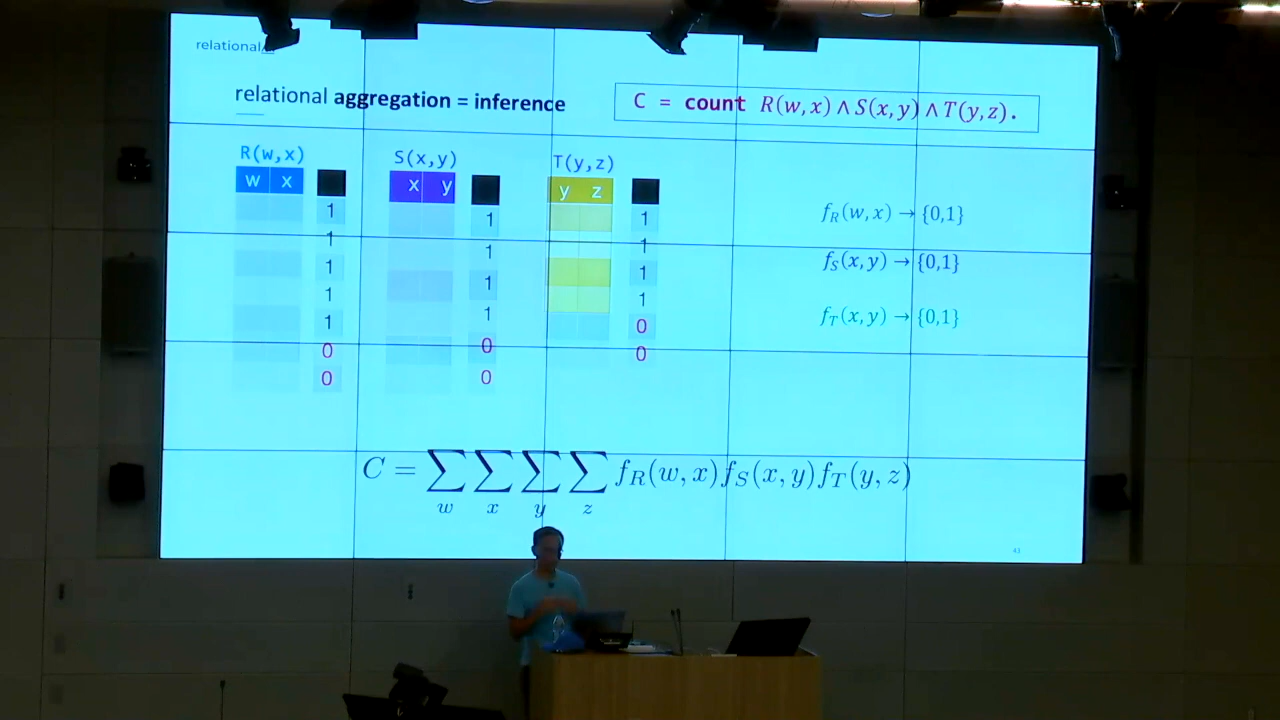 relationalAI
relational aggregation = inference
C = count R(w,x) ∧ S(x,y) ∧ T(y,z).
R(w,x) S(x,y) T(y,z)
w x x y y z
1 1 1
1 1 1
1 1 1
1 1 1
1 0 0
0 0 0
0
f_R(w,x) → {0,1}
f_S(x,y) → {0,1}
f_T(x,y) → {0,1}
C = ∑_w ∑_x ∑_y ∑_z f_R(w,x) f_S(x,y) f_T(y,z)
43